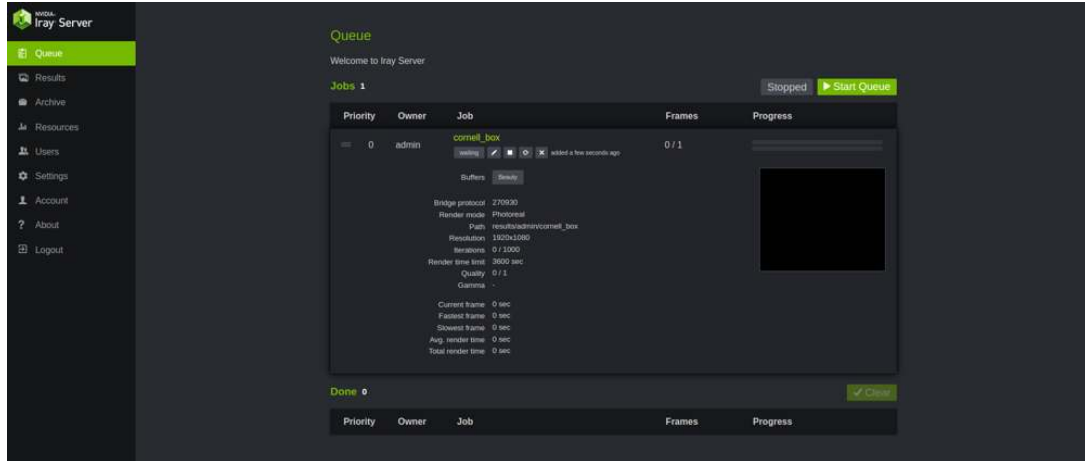 NVIDIA.
Iray Server
Queue
Results
Archive
Resources
Users
Settings
Account
? About
Logout
Queue
Welcome to Iray Server
Jobs 1
Stopped
Start Queue
Priority Owner Job Frames Progress
0 admin cornell_box 0 / 1
waiting added a few seconds ago
Buffers Beauty
Bridge protocol 270930
Render mode Photoreal
Path results/admin/cornell_box
Resolution 1920x1080
Iterations 0 / 1000
Render time limit 3600 sec
Quality 0 / 1
Gamma -
Current frame 0 sec
Fastest frame 0 sec
Slowest frame 0 sec
Avg. render time 0 sec
Total render time 0 sec
Done 0
Clear
Priority Owner Job Frames Progress